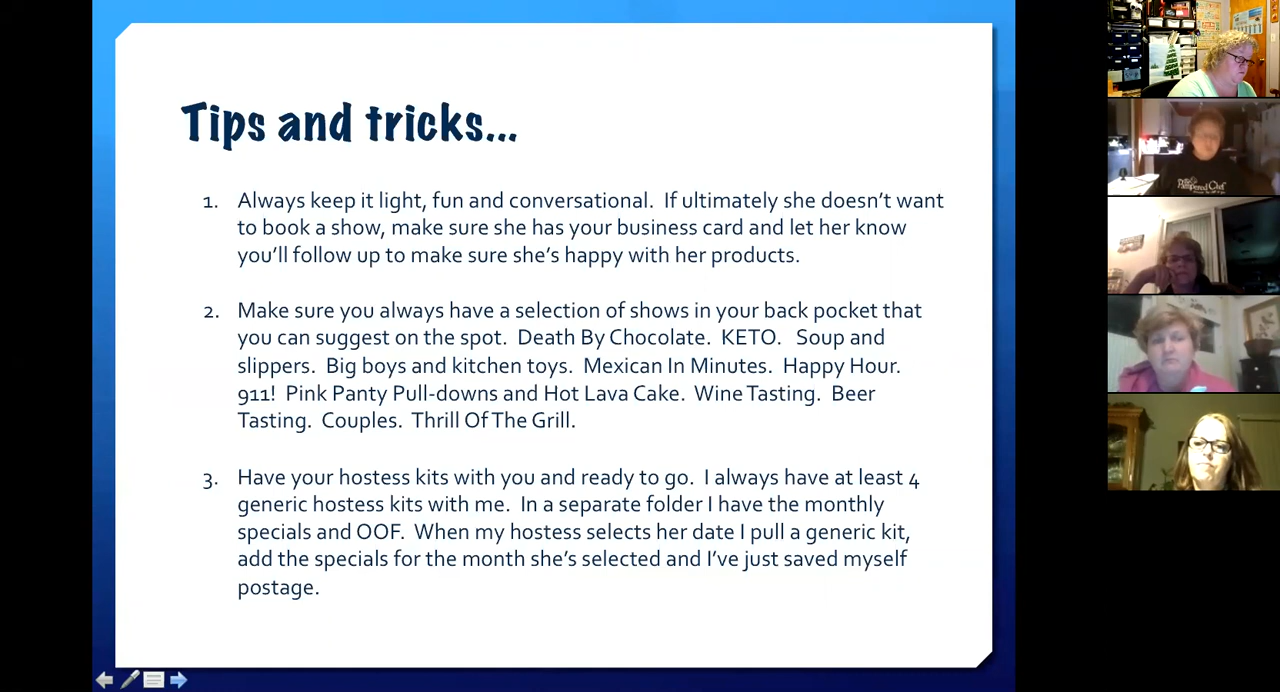 Tips and tricks...
1. Always keep it light, fun and conversational. If ultimately she doesn't want
to book a show, make sure she has your business card and let her know
you'll follow up to make sure she's happy with her products.
2. Make sure you always have a selection of shows in your back pocket that
you can suggest on the spot. Death By Chocolate. KETO. Soup and
slippers. Big boys and kitchen toys. Mexican In Minutes. Happy Hour.
911! Pink Panty Pull-downs and Hot Lava Cake. Wine Tasting. Beer
Tasting. Couples. Thrill Of The Grill.
3. Have your hostess kits with you and ready to go. I always have at least 4
generic hostess kits with me. In a separate folder I have the monthly
specials and OOF. When my hostess selects her date I pull a generic kit,
add the specials for the month she's selected and I've just saved myself
postage.
Pampered Chef